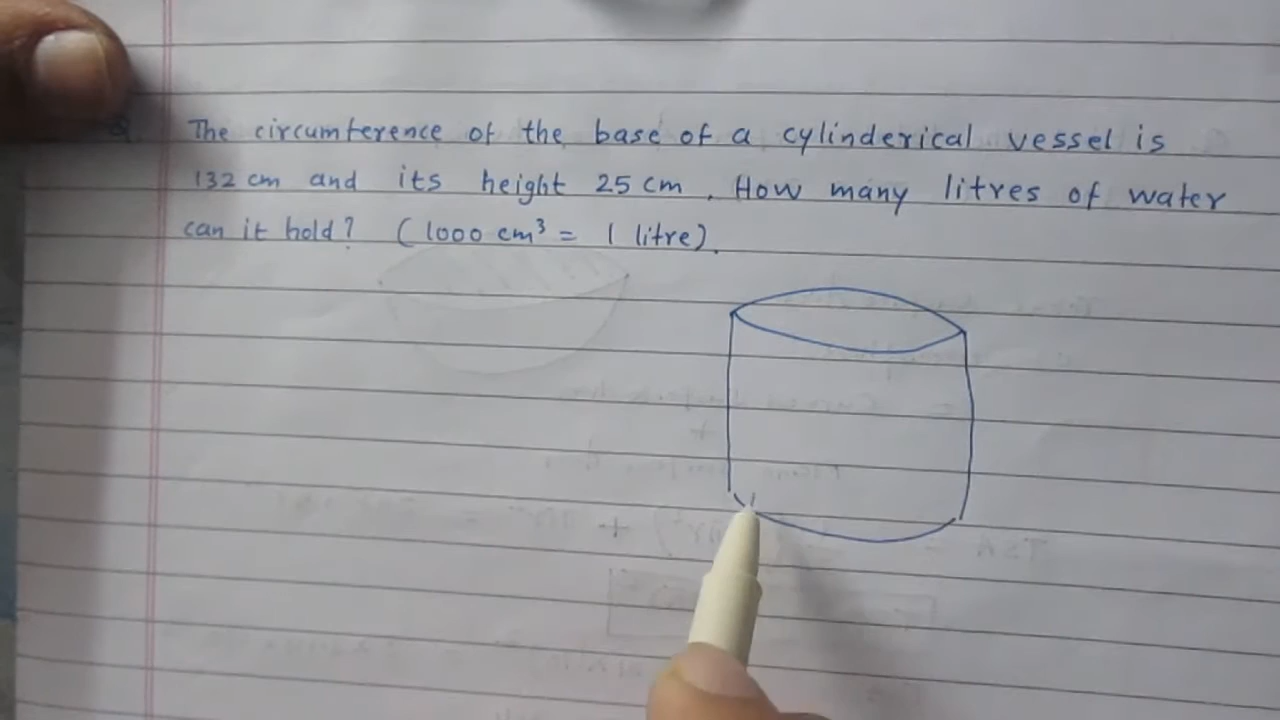 The circumference of the base of a cylinderical vessel is
132 cm and its height 25 cm. How many litres of water
can it hold? (1000 cm³ = 1 litre).